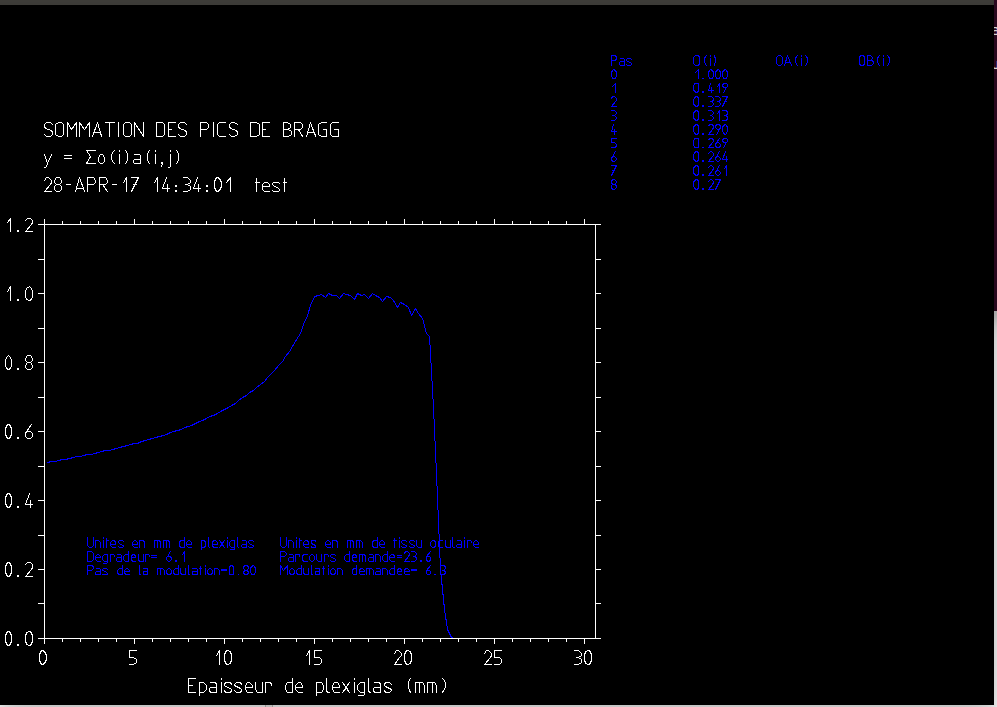 Pas O(I) OA(I) OB(I)
0 1.000
1 0.419
2 0.337
3 0.313
4 0.290
5 0.269
6 0.264
7 0.261
8 0.27
SOMMATION DES PICS DE BRAGG
y = Σo(i)a(i,j)
28-APR-17 14:34:01 test
1.2
1.0
0.8
0.6
0.4
0.2
0.0
Unites en mm de plexiglas Unites en mm de tissu oculaire
Degradeur= 6.1 Parcours demande=23.6
Pas de la modulation=0.80 Modulation demandee= 6.8
0 5 10 15 20 25 30
Epaisseur de plexiglas (mm)